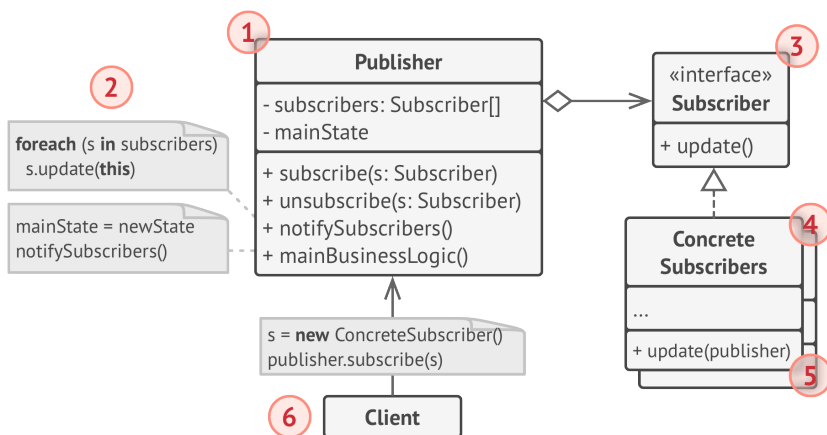 1
Publisher
- subscribers: Subscriber[]
- mainState
+ subscribe(s: Subscriber)
+ unsubscribe(s: Subscriber)
+ notifySubscribers()
+ mainBusinessLogic()
2
foreach (s in subscribers)
s.update(this)
mainState = newState
notifySubscribers()
3
«interface»
Subscriber
+ update()
4
Concrete
Subscribers
...
+ update(publisher)
5
s = new ConcreteSubscriber()
publisher.subscribe(s)
6
Client